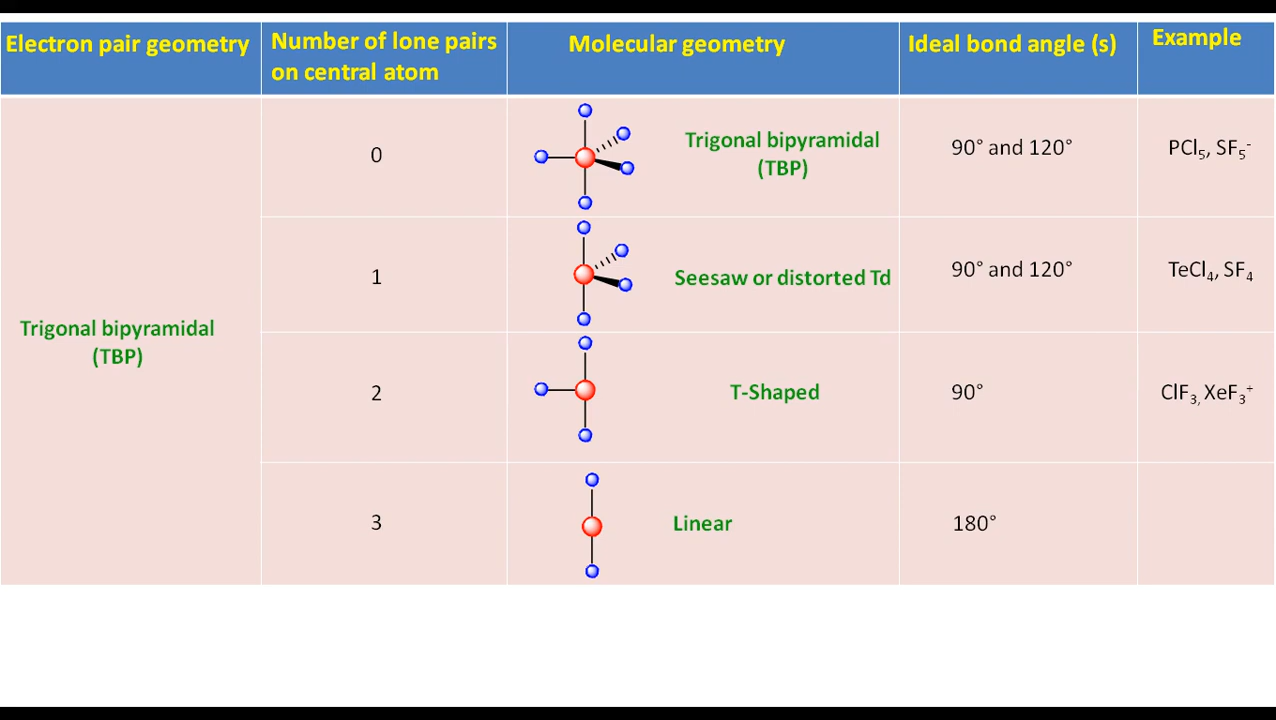 Electron pair geometry
Number of lone pairs
on central atom
Molecular geometry
Ideal bond angle (s)
Example
Trigonal bipyramidal
(TBP)
0
Trigonal bipyramidal
(TBP)
90° and 120°
PCl₅, SF₅⁻
1
Seesaw or distorted Td
90° and 120°
TeCl₄, SF₄
2
T-Shaped
90°
ClF₃, XeF₃⁺
3
Linear
180°